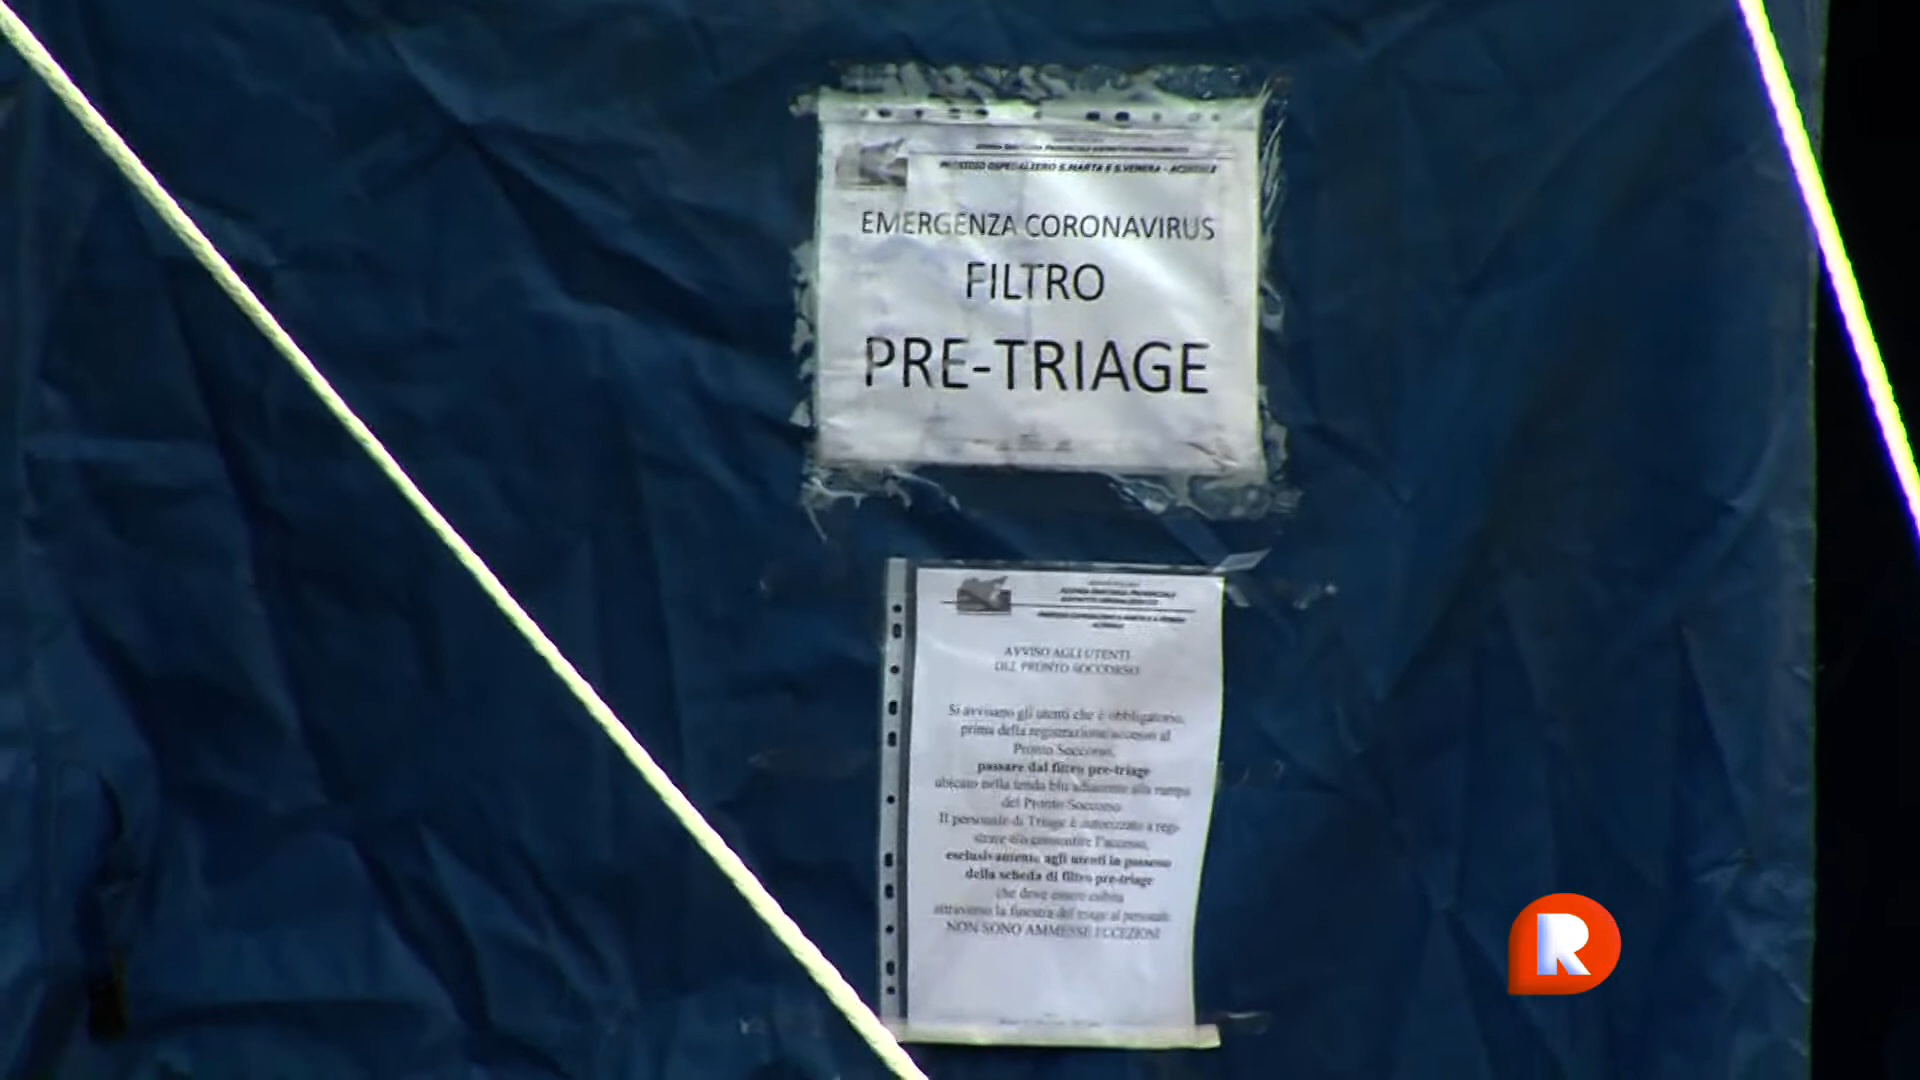 PRESIDIO OSPEDALIERO S.MARTA E S.VENERA - ACIREALE
EMERGENZA CORONAVIRUS
FILTRO
PRE-TRIAGE
AVVISO AGLI UTENTI
DEL PRONTO SOCCORSO
Si avvisano gli utenti che è obbligatorio,
prima della registrazione/accesso al
Pronto Soccorso,
passare dal filtro pre-triage
ubicato nella tenda blu adiacente alla rampa
del Pronto Soccorso
Il personale di Triage è autorizzato a regi-
strare e/o consentire l'accesso,
esclusivamente agli utenti in possesso
della scheda di filtro pre-triage
che deve essere esibita
attraverso la finestra del triage al personale
NON SONO AMMESSE ECCEZIONI
R